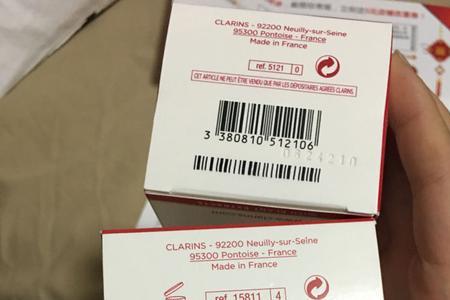 CLARINS - 92200 Neuilly-sur-Seine
95300 Pontoise - France
Made in France
ref. 5121 0
CET ARTICLE NE PEUT ÊTRE VENDU QUE PAR LES DÉPOSITAIRES AGRÉÉS CLARINS.
3 380810 512106
0624210
CLARINS - 92200 Neuilly-sur-Seine
95300 Pontoise - France
Made in France
ref. 15811 4